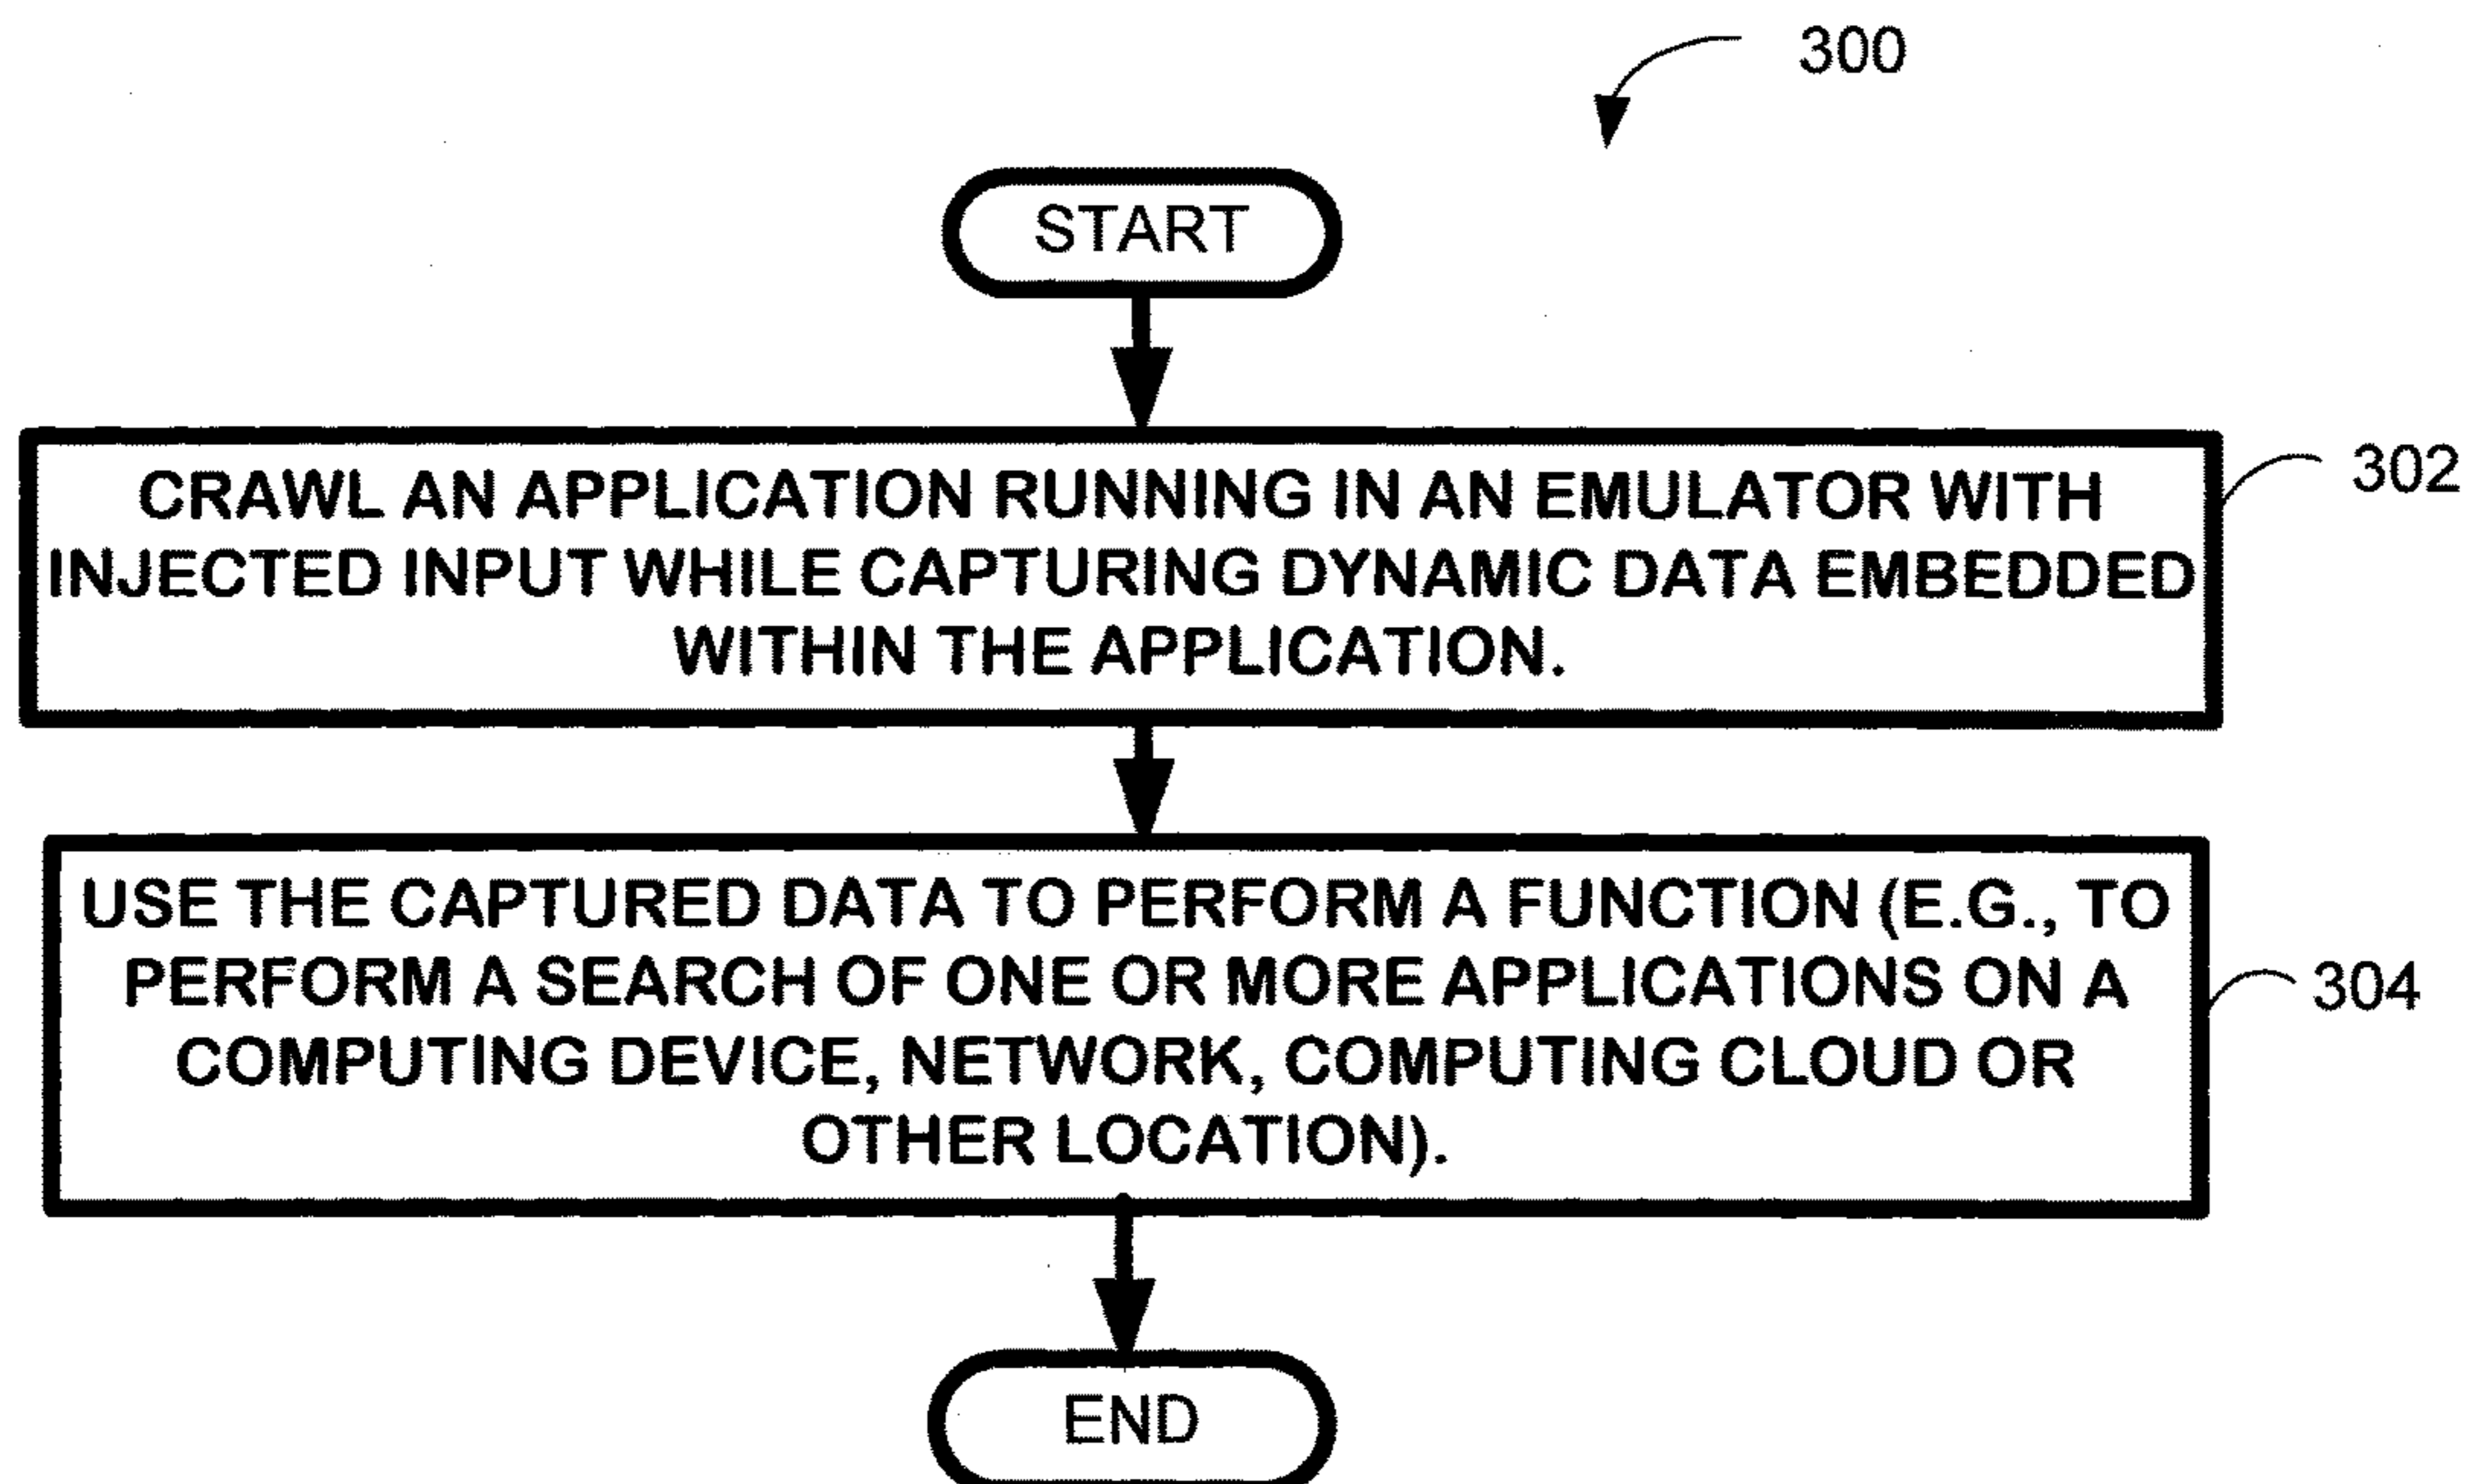 300
START
CRAWL AN APPLICATION RUNNING IN AN EMULATOR WITH
INJECTED INPUT WHILE CAPTURING DYNAMIC DATA EMBEDDED
WITHIN THE APPLICATION.
302
USE THE CAPTURED DATA TO PERFORM A FUNCTION (E.G., TO
PERFORM A SEARCH OF ONE OR MORE APPLICATIONS ON A
COMPUTING DEVICE, NETWORK, COMPUTING CLOUD OR
OTHER LOCATION).
304
END